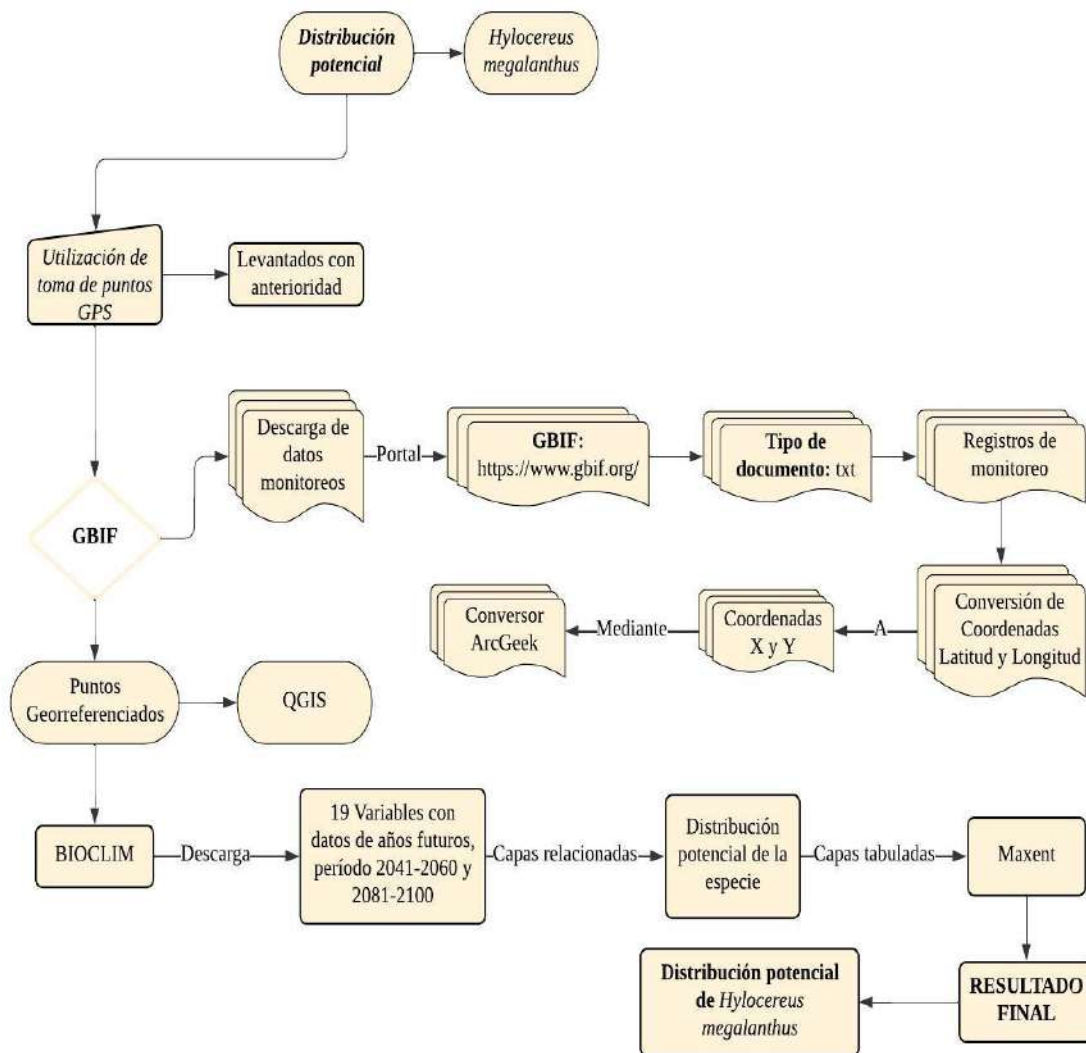 Distribución
potencial
Hylocereus
megalanthus
Utilización de
toma de puntos
GPS
Levantados con
anterioridad
GBIF
Descarga de
datos
monitoreos
Portal
GBIF:
https://www.gbif.org/
Tipo de
documento: txt
Registros de
monitoreo
Conversión de
Coordenadas
Latitud y Longitud
A
Coordenadas
X y Y
Mediante
Conversor
ArcGeek
Puntos
Georreferenciados
QGIS
BIOCLIM
Descarga
19 Variables con
datos de años futuros,
período 2041-2060 y
2081-2100
Capas relacionadas
Distribución
potencial de la
especie
Capas tabuladas
Maxent
RESULTADO
FINAL
Distribución potencial
de Hylocereus
megalanthus